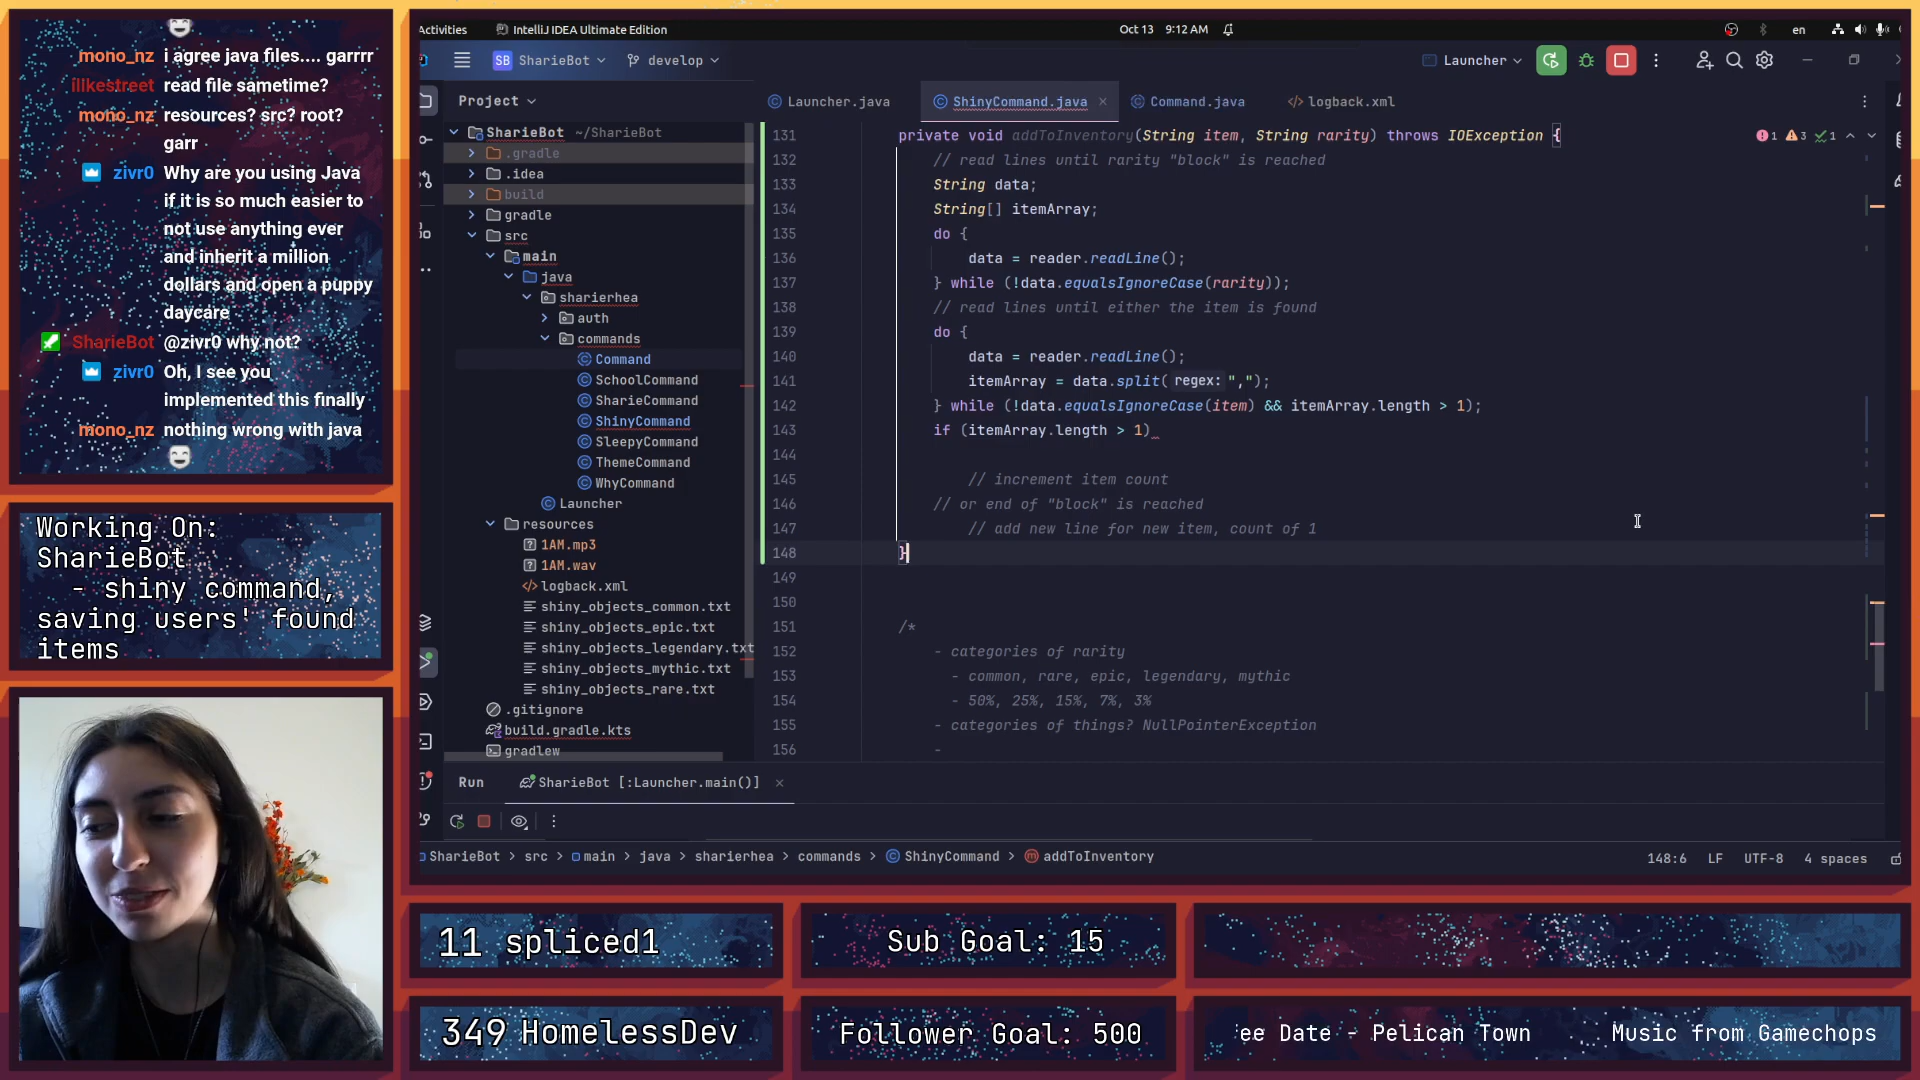 mono_nz i agree java files.... garrrr
illkestreet read file sametime?
mono_nz resources? src? root?
garr
zivr0 Why are you using Java
if it is so much easier to
not use anything ever
and inherit a million
dollars and open a puppy
daycare
SharieBot @zivr0 why not?
zivr0 Oh, I see you
implemented this finally
mono_nz nothing wrong with java
Working On:
SharieBot
- shiny command,
saving users' found
items
Activities
IntelliJ IDEA Ultimate Edition
Oct 13 9:12 AM
en
SB SharieBot
develop
Launcher
Project
Launcher.java
ShinyCommand.java
Command.java
logback.xml
SharieBot ~/SharieBot
.gradle
.idea
build
gradle
src
main
java
sharierhea
auth
commands
Command
SchoolCommand
SharieCommand
ShinyCommand
SleepyCommand
ThemeCommand
WhyCommand
Launcher
resources
1AM.mp3
1AM.wav
logback.xml
shiny_objects_common.txt
shiny_objects_epic.txt
shiny_objects_legendary.txt
shiny_objects_mythic.txt
shiny_objects_rare.txt
.gitignore
build.gradle.kts
gradlew
1 3 1
131 private void addToInventory(String item, String rarity) throws IOException {
132 // read lines until rarity "block" is reached
133 String data;
134 String[] itemArray;
135 do {
136 data = reader.readLine();
137 } while (!data.equalsIgnoreCase(rarity));
138 // read lines until either the item is found
139 do {
140 data = reader.readLine();
141 itemArray = data.split( regex: ",");
142 } while (!data.equalsIgnoreCase(item) && itemArray.length > 1);
143 if (itemArray.length > 1)
144
145 // increment item count
146 // or end of "block" is reached
147 // add new line for new item, count of 1
148 }
149
150
151 /*
152 - categories of rarity
153 - common, rare, epic, legendary, mythic
154 - 50%, 25%, 15%, 7%, 3%
155 - categories of things? NullPointerException
156 -
Run
SharieBot [:Launcher.main()]
SharieBot > src > main > java > sharierhea > commands > ShinyCommand > addToInventory
148:6 LF UTF-8 4 spaces
11 spliced1
Sub Goal: 15
349 HomelessDev
Follower Goal: 500
ee Date - Pelican Town
Music from Gamechops